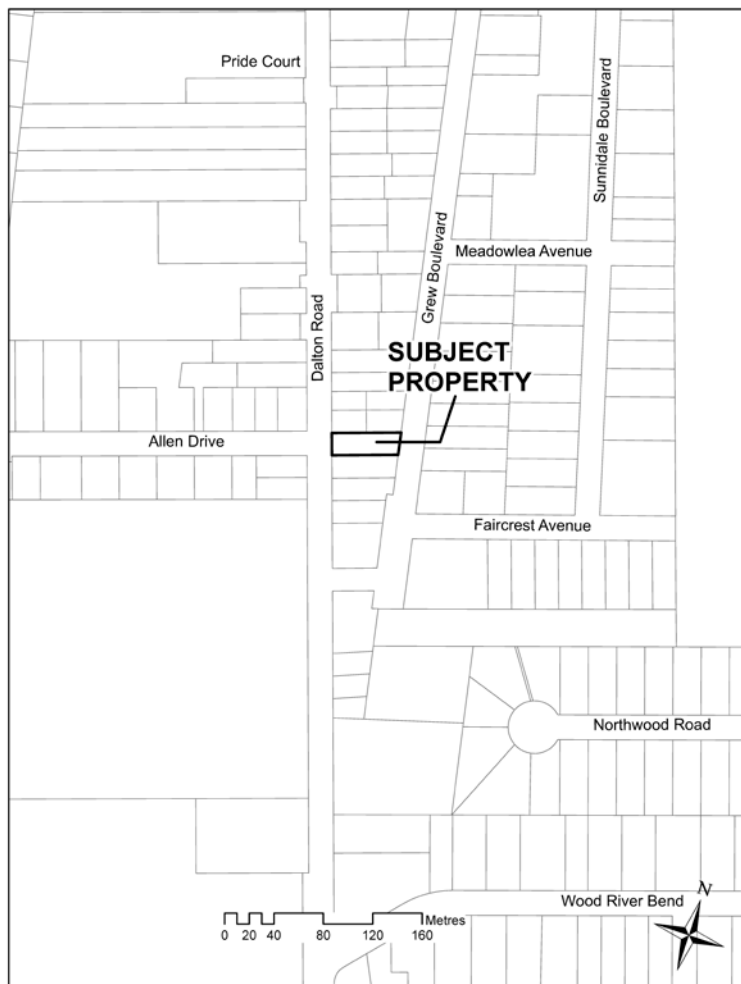 Pride Court
Sunnidale Boulevard
Meadowlea Avenue
Grew Boulevard
Dalton Road
SUBJECT
PROPERTY
Allen Drive
Faircrest Avenue
Northwood Road
Wood River Bend
N
Metres
0 20 40 80 120 160